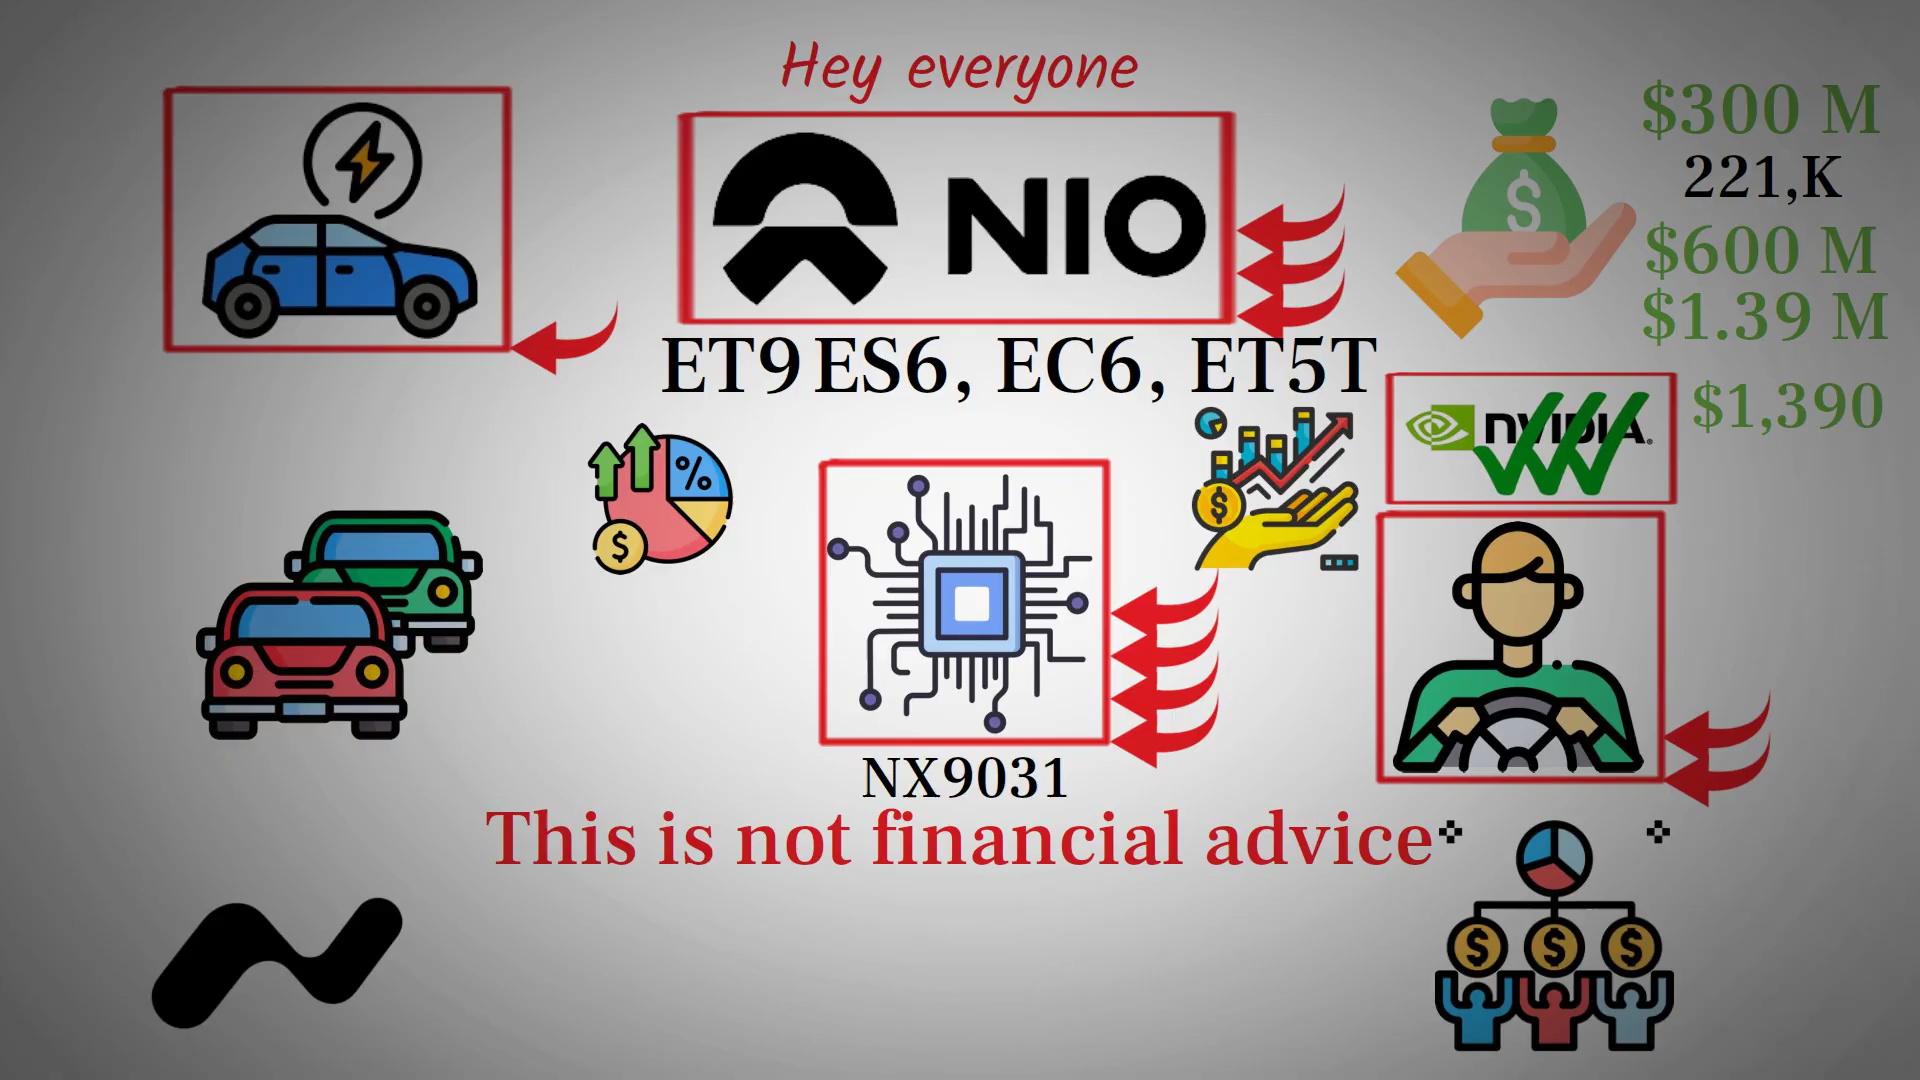 Hey everyone
NIO
$300 M
221,K
$600 M
$1.39 M
ET9 ES6, EC6, ET5T
nVIDIA
$1,390
%
$
$
$
NX9031
This is not financial advice
$ $ $